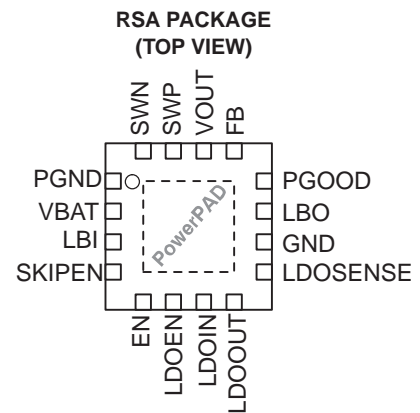 RSA PACKAGE
(TOP VIEW)
SWN
SWP
VOUT
FB
PGND
VBAT
LBI
SKIPEN
PowerPAD
PGOOD
LBO
GND
LDOSENSE
EN
LDOEN
LDOIN
LDOOUT